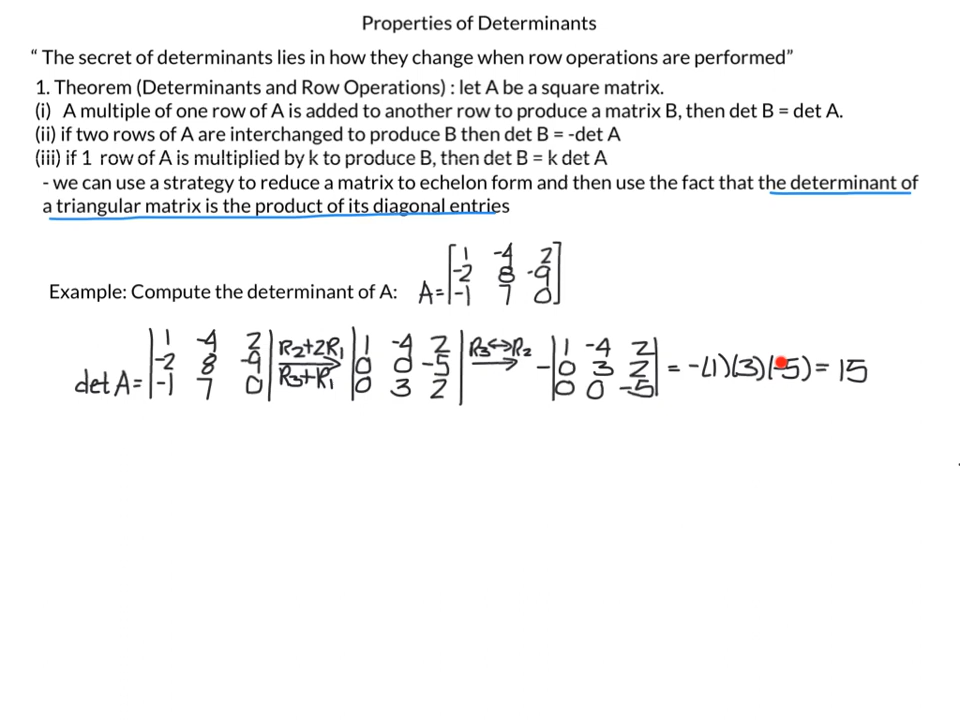 Properties of Determinants
“ The secret of determinants lies in how they change when row operations are performed”
1. Theorem (Determinants and Row Operations) : let A be a square matrix.
(i) A multiple of one row of A is added to another row to produce a matrix B, then det B = det A.
(ii) if two rows of A are interchanged to produce B then det B = -det A
(iii) if 1 row of A is multiplied by k to produce B, then det B = k det A
- we can use a strategy to reduce a matrix to echelon form and then use the fact that the determinant of
a triangular matrix is the product of its diagonal entries
1 -4 2
-2 8 -9
Example: Compute the determinant of A: A= -1 7 0
1 -4 2 R2+2R1 1 -4 2 R3↔R2 1 -4 2
-2 8 -9 R3+R1 0 0 -5 - 0 3 2 = -(1)(3)(-5) = 15
det A= -1 7 0 0 3 2 0 0 -5